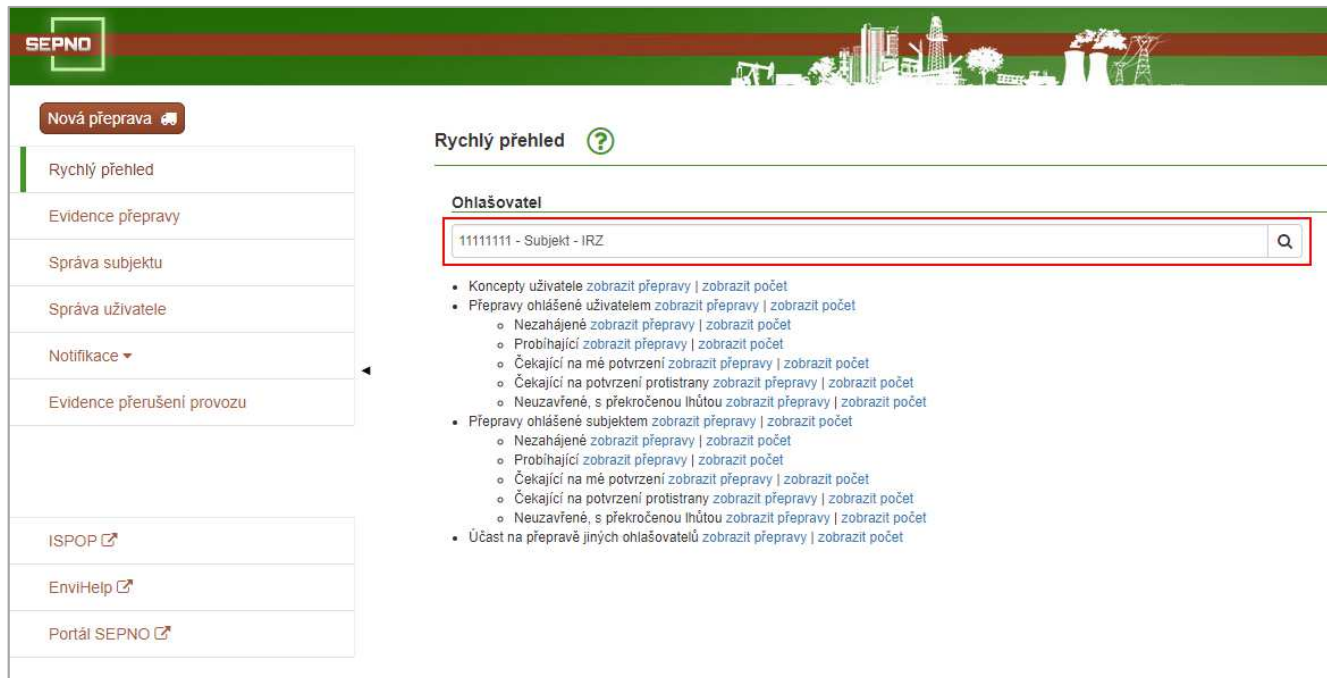 SEPNO
Nová přeprava
Rychlý přehled
Evidence přepravy
Správa subjektu
Správa uživatele
Notifikace
Evidence přerušení provozu
ISPOP
EnviHelp
Portál SEPNO
Rychlý přehled ?
Ohlašovatel
11111111 - Subjekt - IRZ
• Koncepty uživatele zobrazit přepravy | zobrazit počet
• Přepravy ohlášené uživatelem zobrazit přepravy | zobrazit počet
o Nezahájené zobrazit přepravy | zobrazit počet
o Probíhající zobrazit přepravy | zobrazit počet
o Čekající na mé potvrzení zobrazit přepravy | zobrazit počet
o Čekající na potvrzení protistrany zobrazit přepravy | zobrazit počet
o Neuzavřené, s překročenou lhůtou zobrazit přepravy | zobrazit počet
• Přepravy ohlášené subjektem zobrazit přepravy | zobrazit počet
o Nezahájené zobrazit přepravy | zobrazit počet
o Probíhající zobrazit přepravy | zobrazit počet
o Čekající na mé potvrzení zobrazit přepravy | zobrazit počet
o Čekající na potvrzení protistrany zobrazit přepravy | zobrazit počet
o Neuzavřené, s překročenou lhůtou zobrazit přepravy | zobrazit počet
• Účast na přepravě jiných ohlašovatelů zobrazit přepravy | zobrazit počet